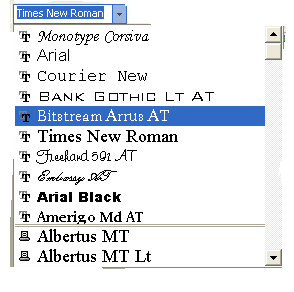 Times New Roman
Monotype Corsiva
Arial
Courier New
Bank Gothic Lt AT
Bitstream Arrus AT
Times New Roman
Freehand 591 AT
Embassy AT
Arial Black
Amerigo Md AT
Albertus MT
Albertus MT Lt